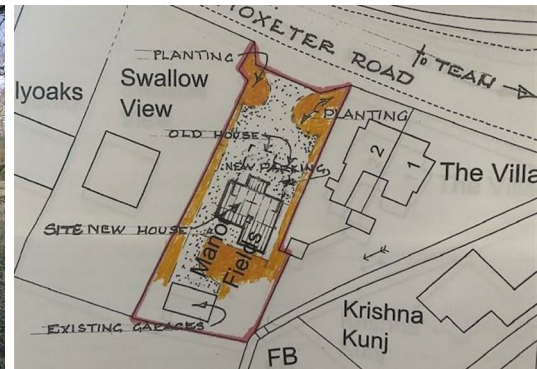 OXETER ROAD
to TEAN
PLANTING
lyoaks
Swallow
View
PLANTING
OLD HOUSE
NEW PARKING
2
1
The Villa
SITE NEW HOUSE
Manor
Fields
EXISTING GARAGES
Krishna
Kunj
FB